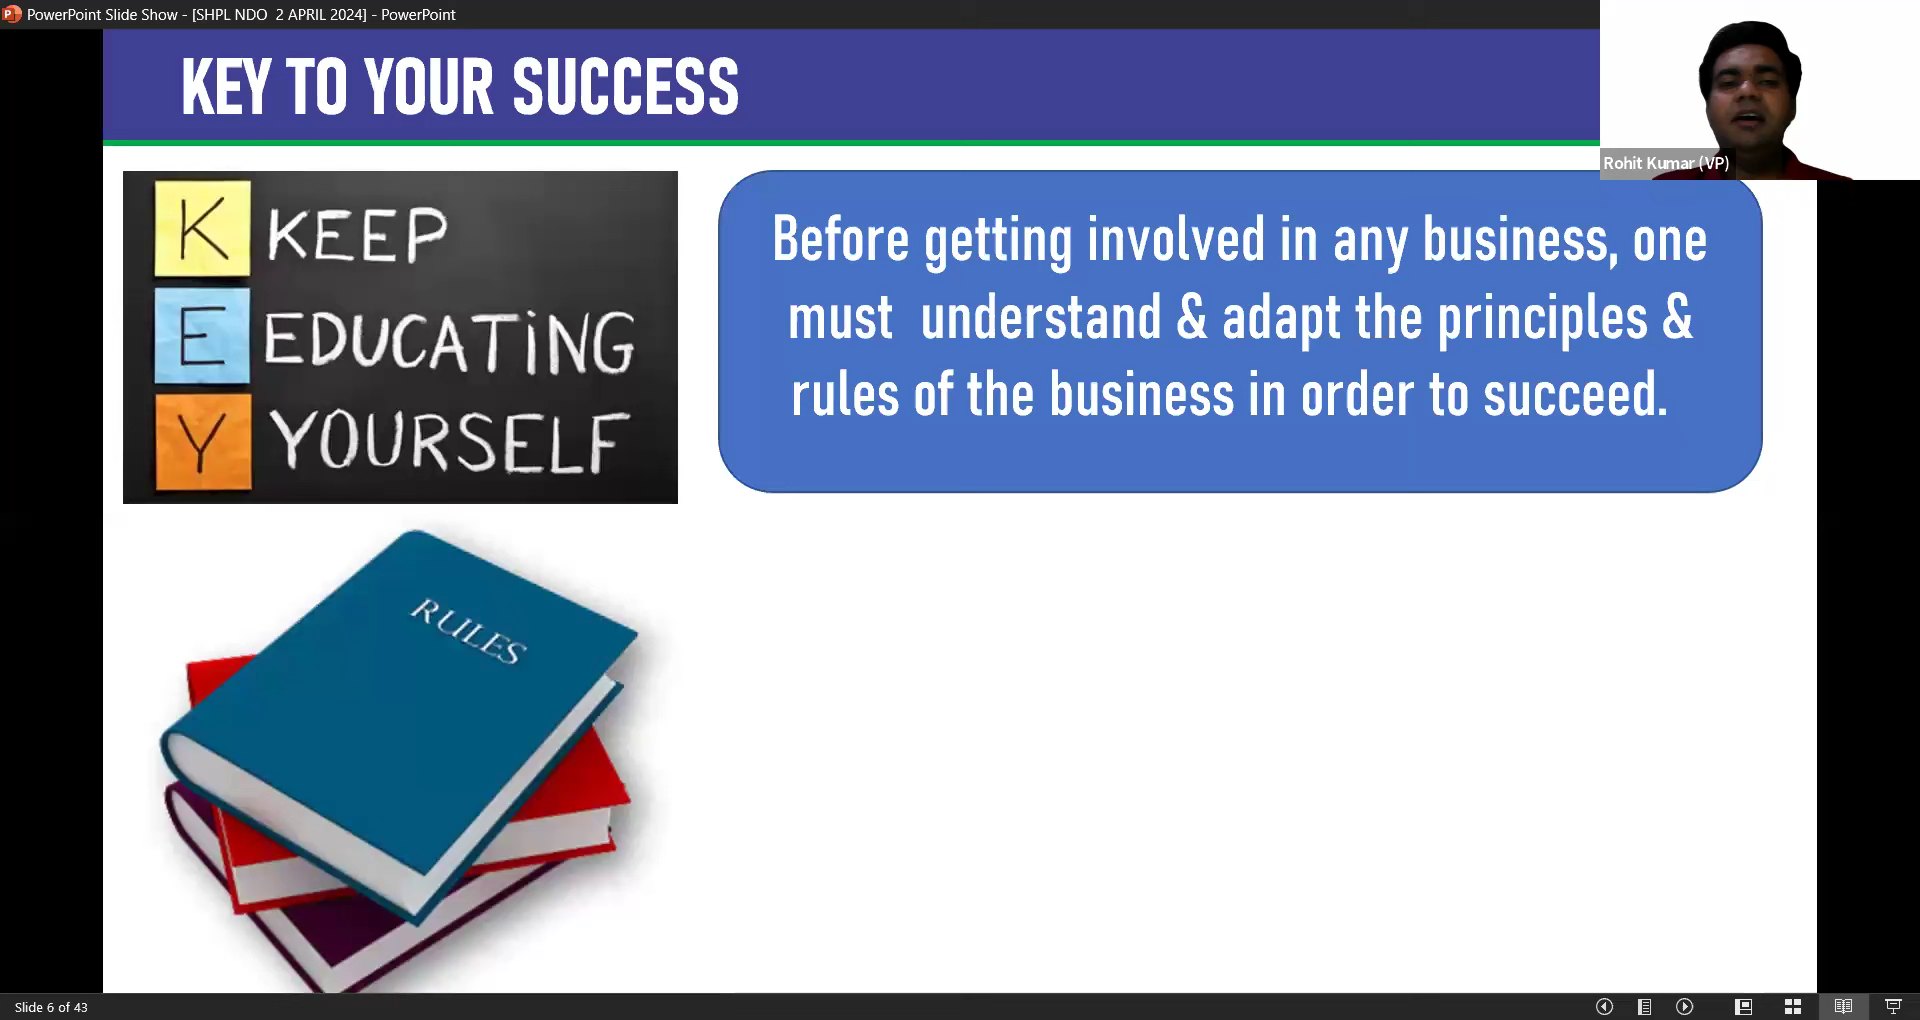 PowerPoint Slide Show - [SHPL NDO  2 APRIL 2024] - PowerPoint
KEY TO YOUR SUCCESS
Rohit Kumar (VP)
K KEEP
E EDUCATING
Y YOURSELF
Before getting involved in any business, one
must  understand & adapt the principles &
rules of the business in order to succeed.
RULES
Slide 6 of 43